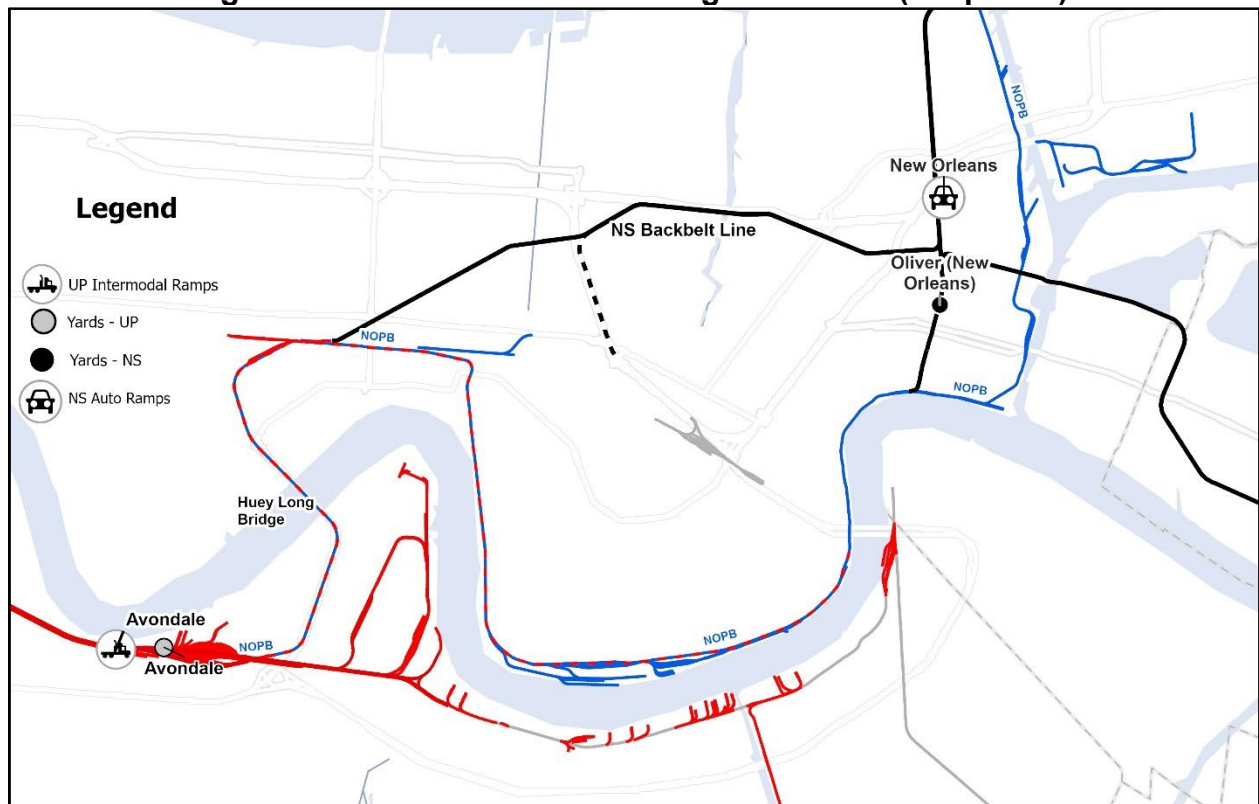 NOPB
New Orleans
Legend
NS Backbelt Line
Oliver (New
Orleans)
UP Intermodal Ramps
Yards - UP
NOPB
Yards - NS
NOPB
NS Auto Ramps
Huey Long
Bridge
Avondale
NOPB
NOPB
Avondale